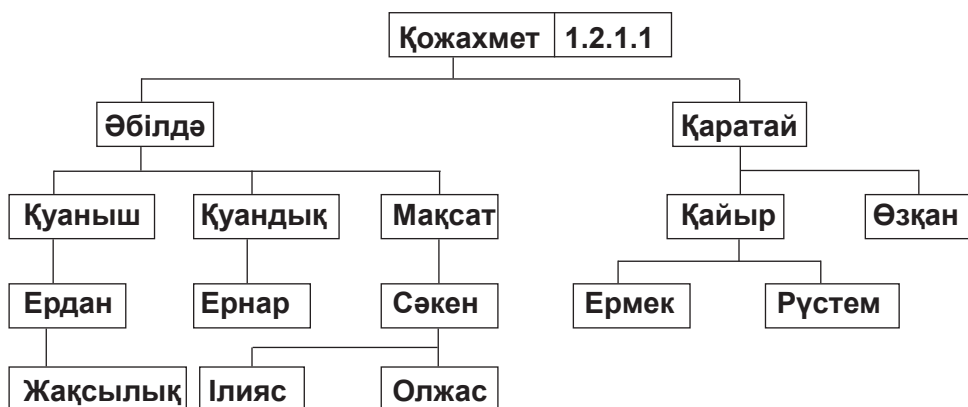 Қожахмет 1.2.1.1
Әбілдә Қаратай
Қуаныш Қуандық Мақсат Қайыр Өзқан
Ердан Ернар Сәкен Ермек Рүстем
Жақсылық Ілияс Олжас